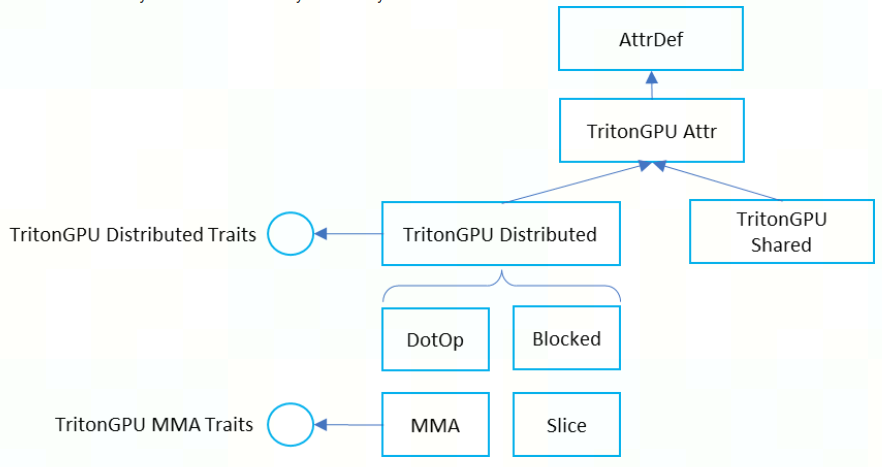 AttrDef
TritonGPU Attr
TritonGPU Distributed Traits
TritonGPU Distributed
TritonGPU
Shared
DotOp
Blocked
TritonGPU MMA Traits
MMA
Slice